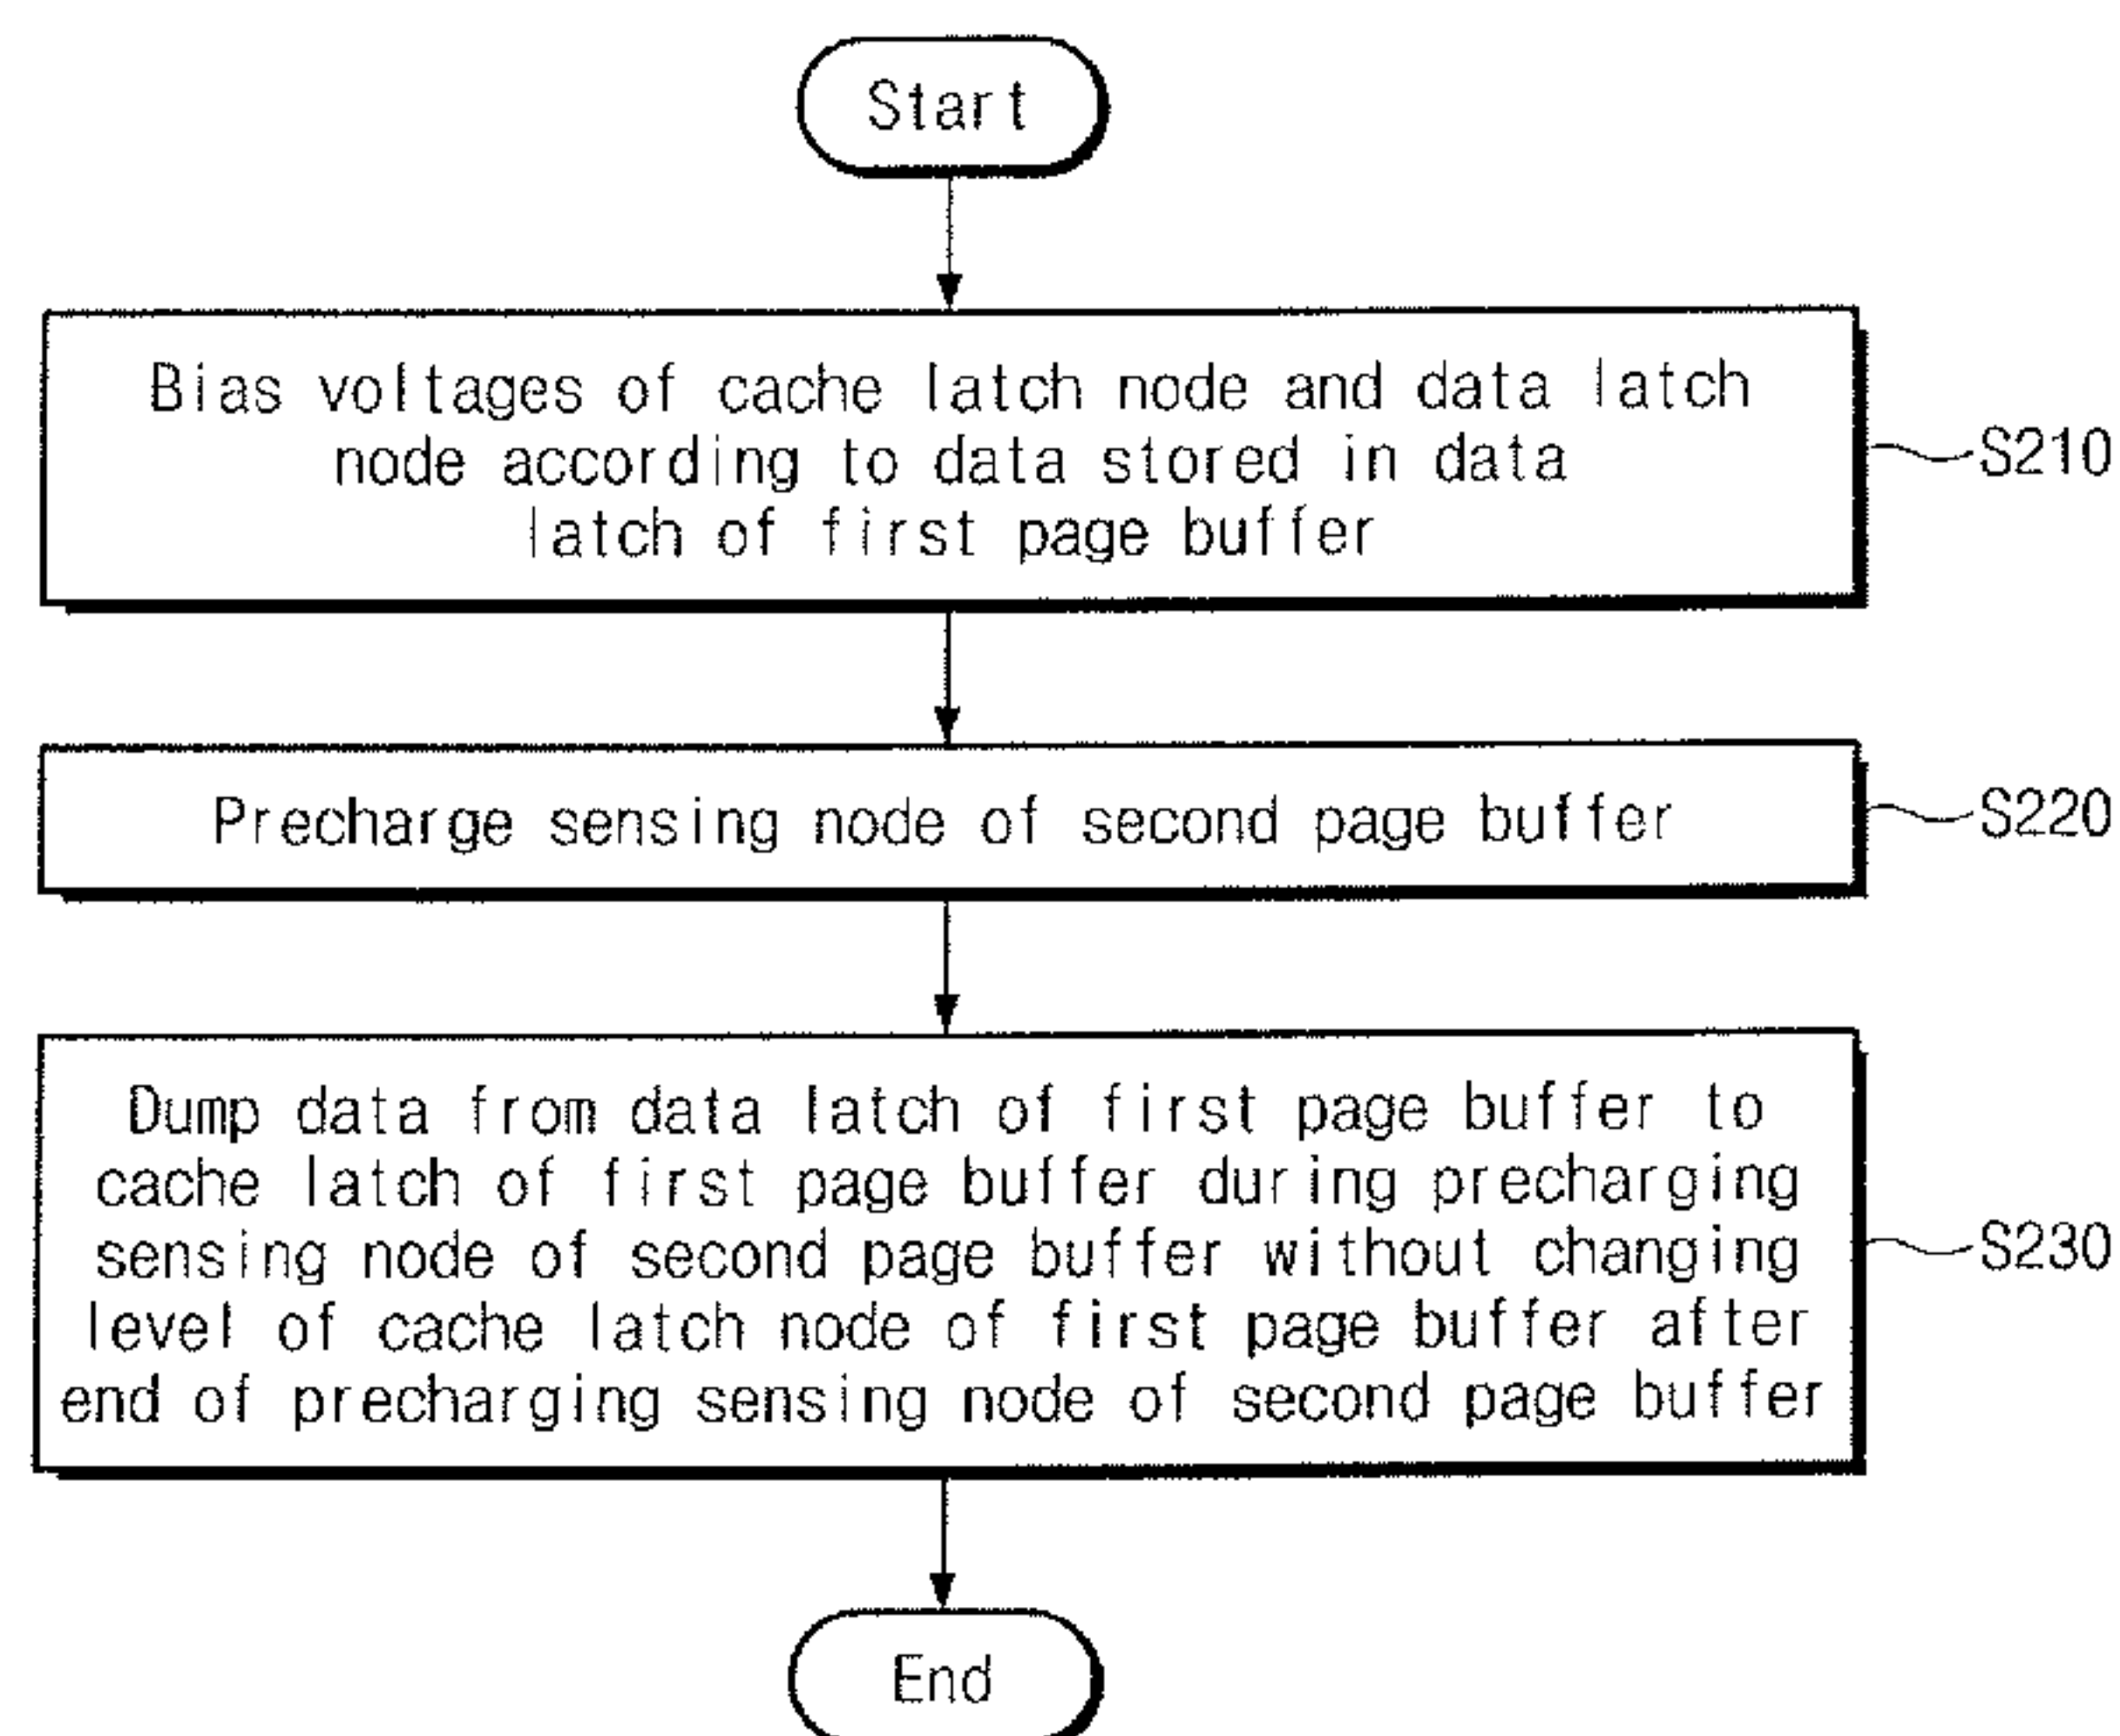 Start
Bias voltages of cache latch node and data latch
node according to data stored in data
latch of first page buffer
S210
Precharge sensing node of second page buffer
S220
Dump data from data latch of first page buffer to
cache latch of first page buffer during precharging
sensing node of second page buffer without changing
level of cache latch node of first page buffer after
end of precharging sensing node of second page buffer
S230
End